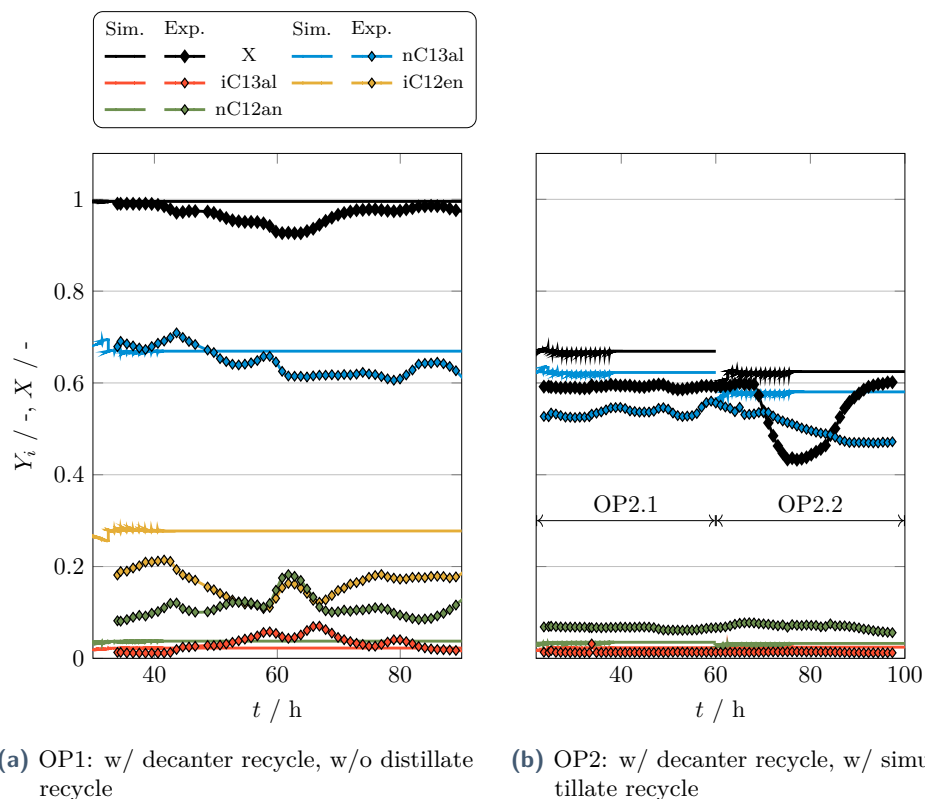 Sim. Exp. Sim. Exp.
X nC13al
iC13al iC12en
nC12an
Y_i / -, X / -
1
0.8
0.6
0.4
0.2
0
40 60 80
t / h
OP2.1 OP2.2
40 60 80 100
t / h
(a) OP1: w/ decanter recycle, w/o distillate
recycle
(b) OP2: w/ decanter recycle, w/ simu
tillate recycle